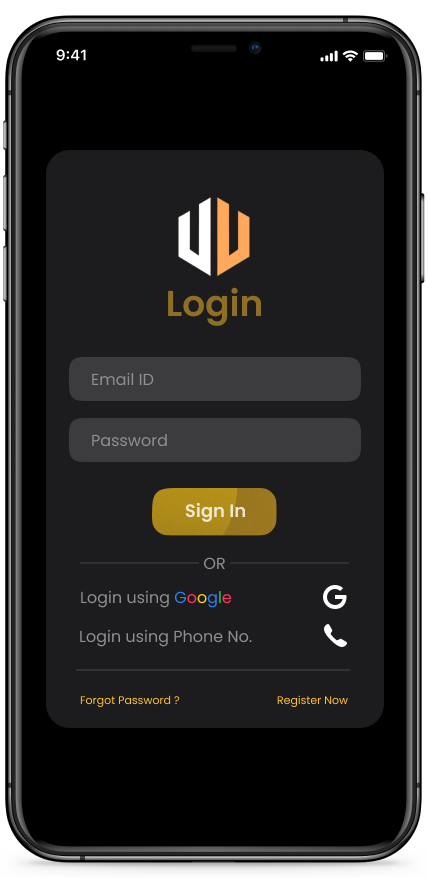 9:41
Login
Email ID
Password
Sign In
OR
Login using Google
Login using Phone No.
Forgot Password ?
Register Now